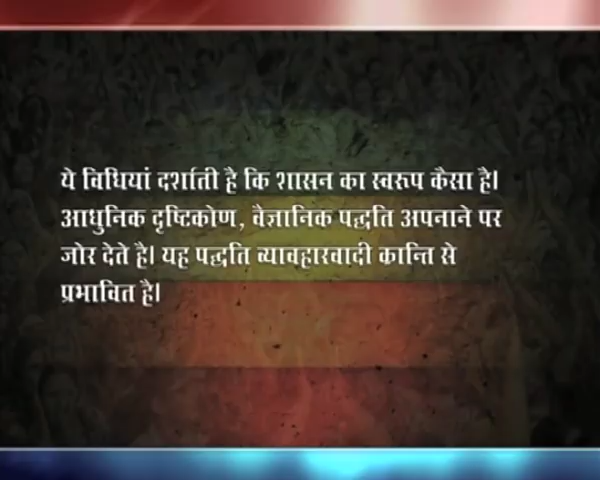 ये विधियां दर्शाती है कि शासन का स्वरूप कैसा है।
आधुनिक दृष्टिकोण, वैज्ञानिक पद्धति अपनाने पर
जोर देते है। यह पद्धति व्यावहारवादी कान्ति से
प्रभावित है।